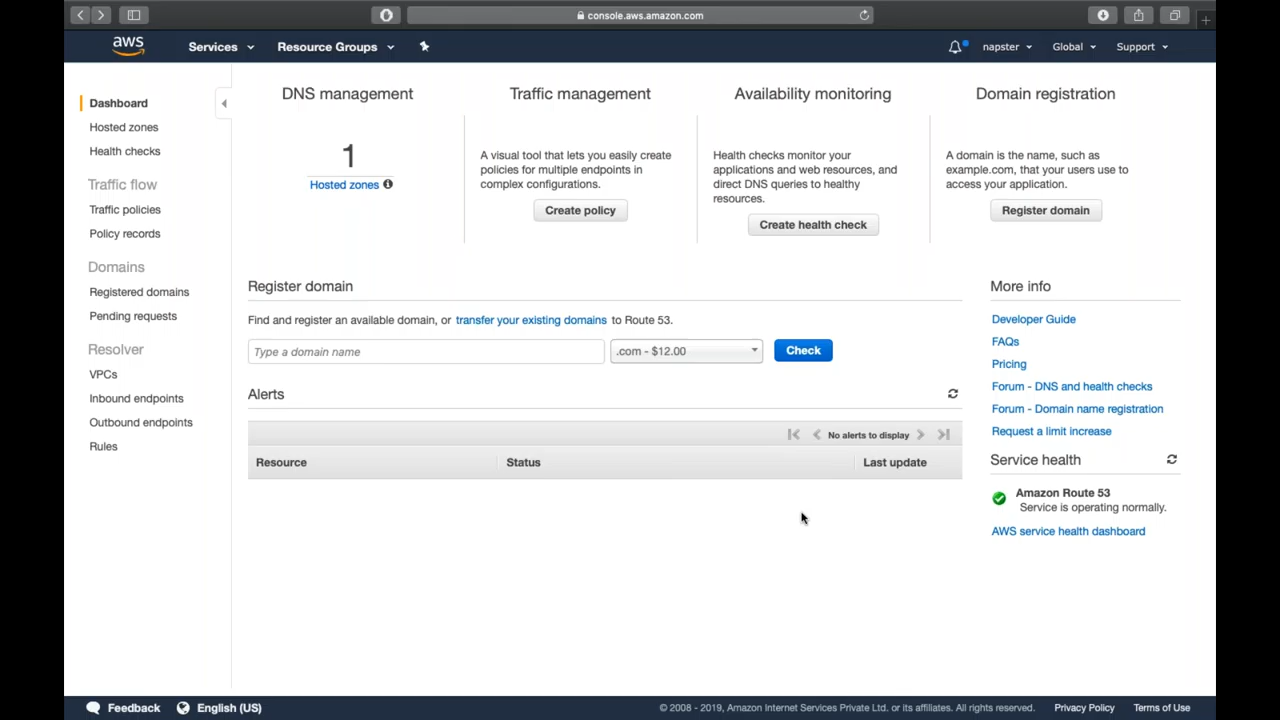 console.aws.amazon.com
aws
Services
Resource Groups
napster
Global
Support
Dashboard
Hosted zones
Health checks
Traffic flow
Traffic policies
Policy records
Domains
Registered domains
Pending requests
Resolver
VPCs
Inbound endpoints
Outbound endpoints
Rules
DNS management
1
Hosted zones
Traffic management
A visual tool that lets you easily create
policies for multiple endpoints in
complex configurations.
Create policy
Availability monitoring
Health checks monitor your
applications and web resources, and
direct DNS queries to healthy
resources.
Create health check
Domain registration
A domain is the name, such as
example.com, that your users use to
access your application.
Register domain
Register domain
Find and register an available domain, or transfer your existing domains to Route 53.
Type a domain name
.com - $12.00
Check
Alerts
No alerts to display
Resource
Status
Last update
More info
Developer Guide
FAQs
Pricing
Forum - DNS and health checks
Forum - Domain name registration
Request a limit increase
Service health
Amazon Route 53
Service is operating normally.
AWS service health dashboard
Feedback
English (US)
© 2008 - 2019, Amazon Internet Services Private Ltd. or its affiliates. All rights reserved.
Privacy Policy
Terms of Use